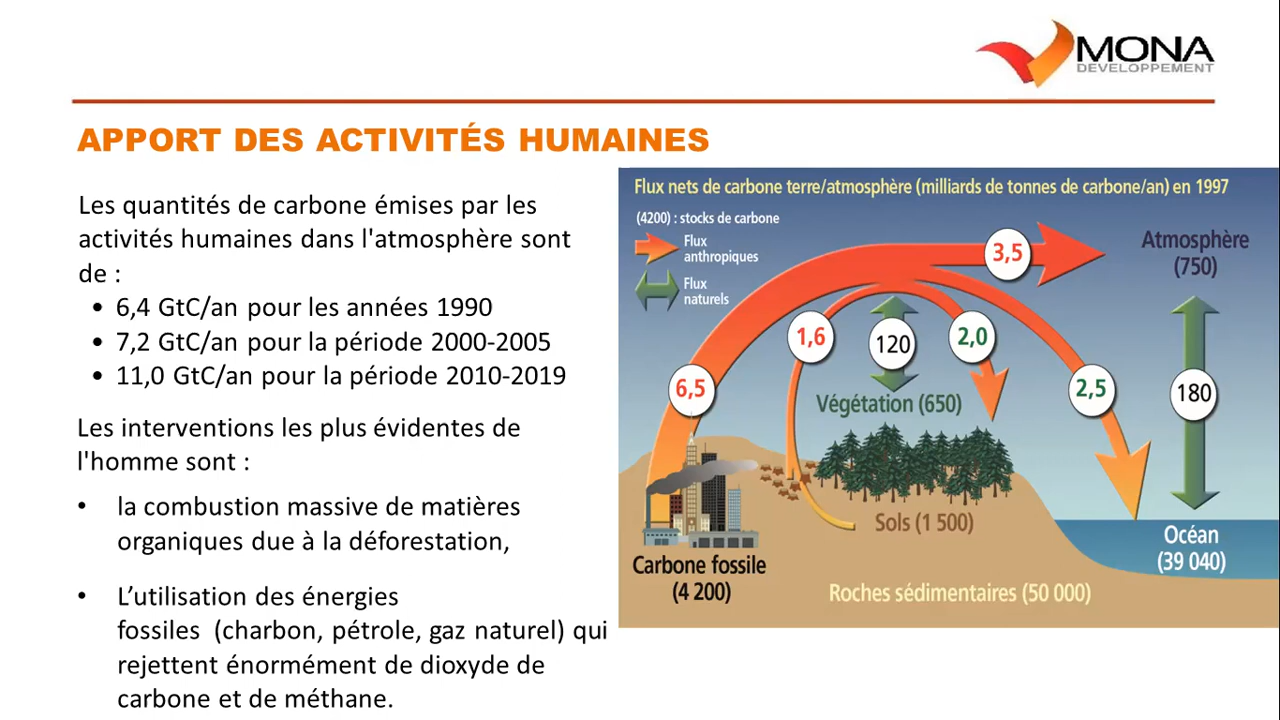 MONA
DEVELOPPEMENT
APPORT DES ACTIVITÉS HUMAINES
Les quantités de carbone émises par les
activités humaines dans l'atmosphère sont
de :
• 6,4 GtC/an pour les années 1990
• 7,2 GtC/an pour la période 2000-2005
• 11,0 GtC/an pour la période 2010-2019
Les interventions les plus évidentes de
l'homme sont :
• la combustion massive de matières
organiques due à la déforestation,
• L’utilisation des énergies
fossiles (charbon, pétrole, gaz naturel) qui
rejettent énormément de dioxyde de
carbone et de méthane.
Flux nets de carbone terre/atmosphère (milliards de tonnes de carbone/an) en 1997
(4200) : stocks de carbone
Flux
anthropiques
Flux
naturels
3,5
Atmosphère
(750)
1,6
120
2,0
6,5
2,5
180
Végétation (650)
Sols (1 500)
Océan
(39 040)
Carbone fossile
(4 200)
Roches sédimentaires (50 000)